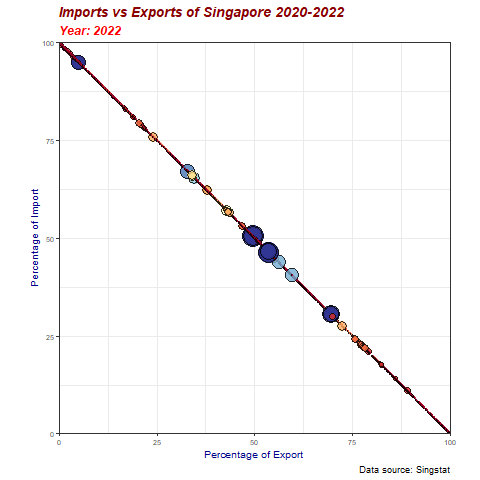 Imports vs Exports of Singapore 2020-2022
Year: 2022
Percentage of Import
100
75
50
25
0
0
25
50
75
100
Percentage of Export
Data source: Singstat